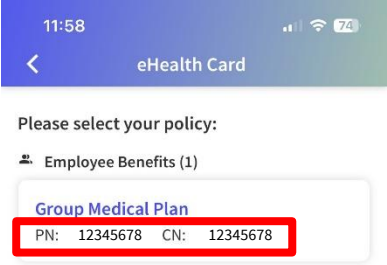 11:58 74
eHealth Card
Please select your policy:
Employee Benefits (1)
Group Medical Plan
PN: 12345678 CN: 12345678